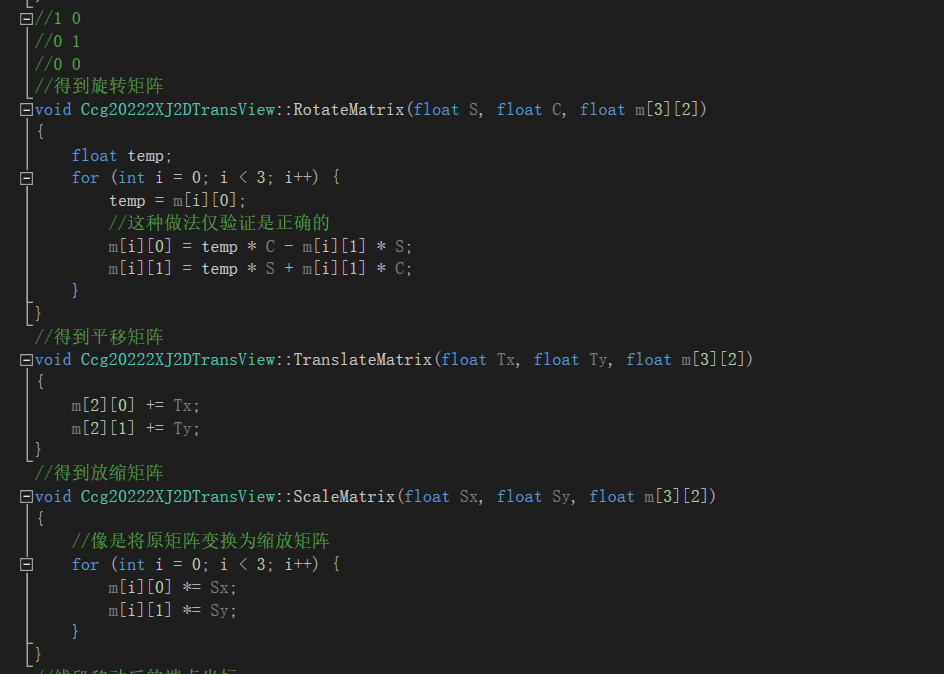 //1 0
//0 1
//0 0
//得到旋转矩阵
void Ccg20222XJ2DTransView::RotateMatrix(float S, float C, float m[3][2])
{
float temp;
for (int i = 0; i < 3; i++) {
temp = m[i][0];
//这种做法仅验证是正确的
m[i][0] = temp * C - m[i][1] * S;
m[i][1] = temp * S + m[i][1] * C;
}
}
//得到平移矩阵
void Ccg20222XJ2DTransView::TranslateMatrix(float Tx, float Ty, float m[3][2])
{
m[2][0] += Tx;
m[2][1] += Ty;
}
//得到放缩矩阵
void Ccg20222XJ2DTransView::ScaleMatrix(float Sx, float Sy, float m[3][2])
{
//像是将原矩阵变换为缩放矩阵
for (int i = 0; i < 3; i++) {
m[i][0] *= Sx;
m[i][1] *= Sy;
}
}